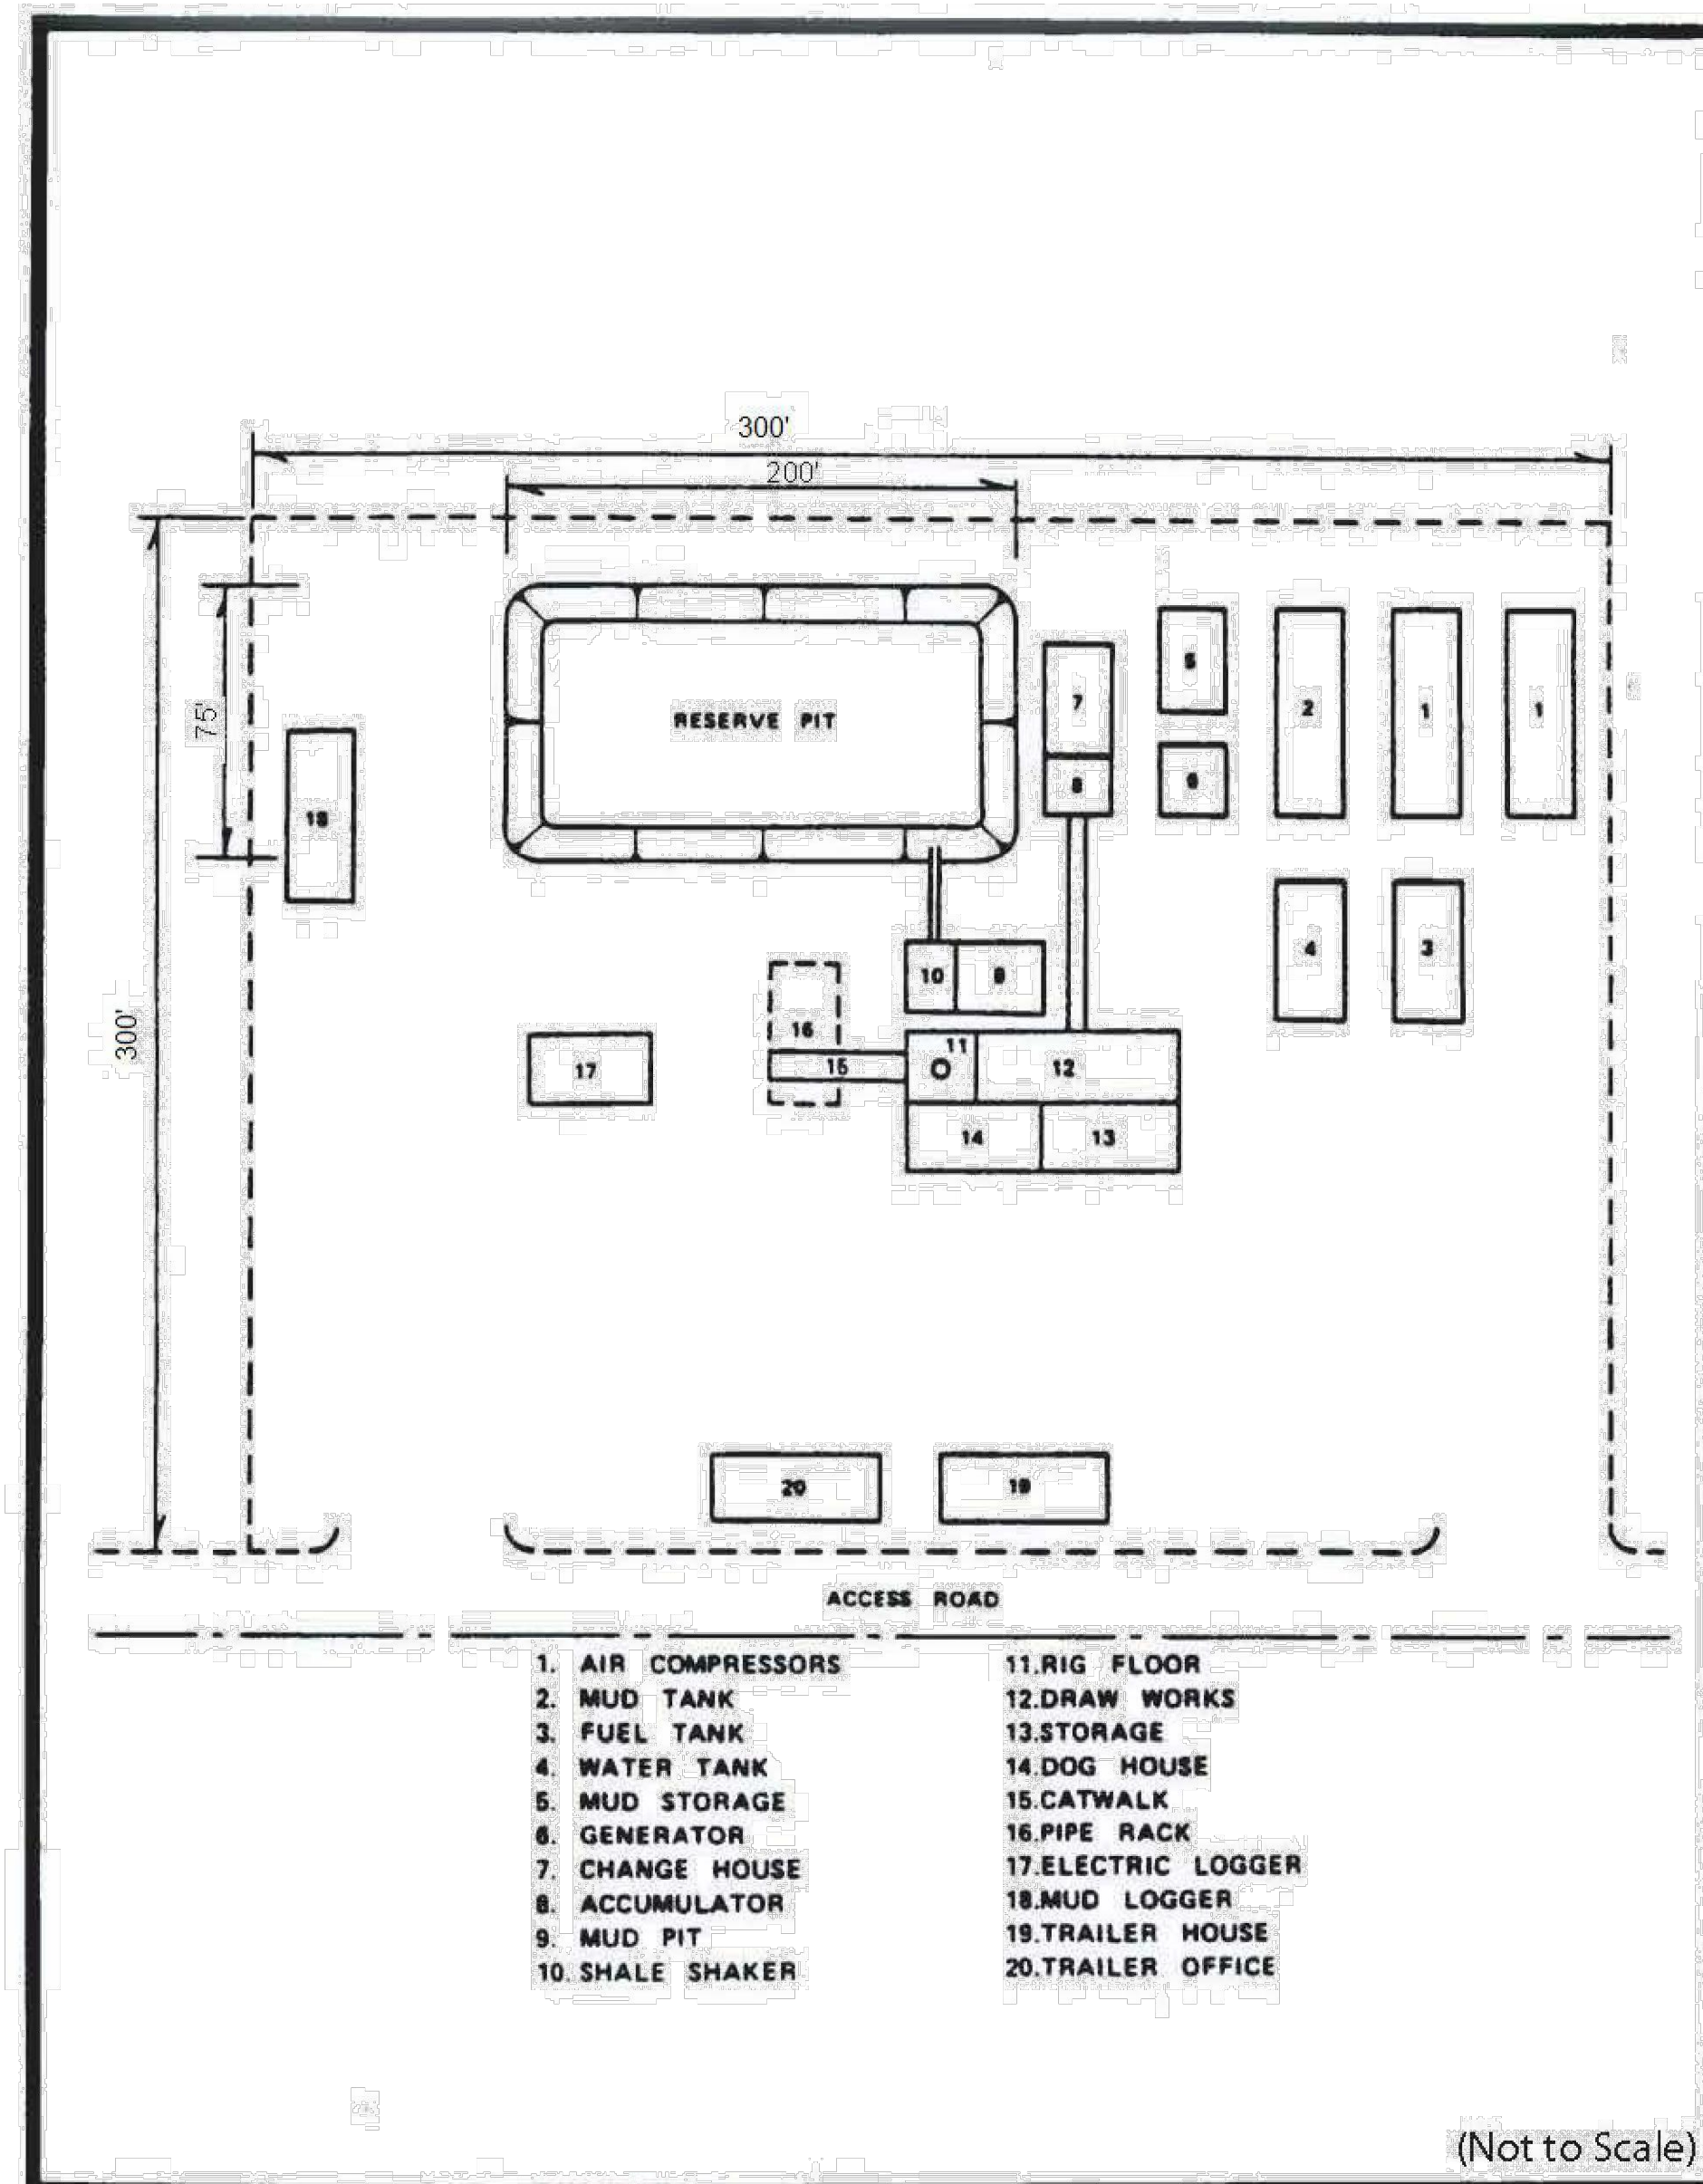 300'
200'
75'
300'
RESERVE PIT
7
8
5
6
2
1
1
18
4
3
10
9
16
15
11
12
17
14
13
20
19
ACCESS ROAD
1. AIR COMPRESSORS
2. MUD TANK
3. FUEL TANK
4. WATER TANK
5. MUD STORAGE
6. GENERATOR
7. CHANGE HOUSE
8. ACCUMULATOR
9. MUD PIT
10. SHALE SHAKER
11.RIG FLOOR
12.DRAW WORKS
13.STORAGE
14.DOG HOUSE
15.CATWALK
16.PIPE RACK
17.ELECTRIC LOGGER
18.MUD LOGGER
19.TRAILER HOUSE
20.TRAILER OFFICE
(Not to Scale)